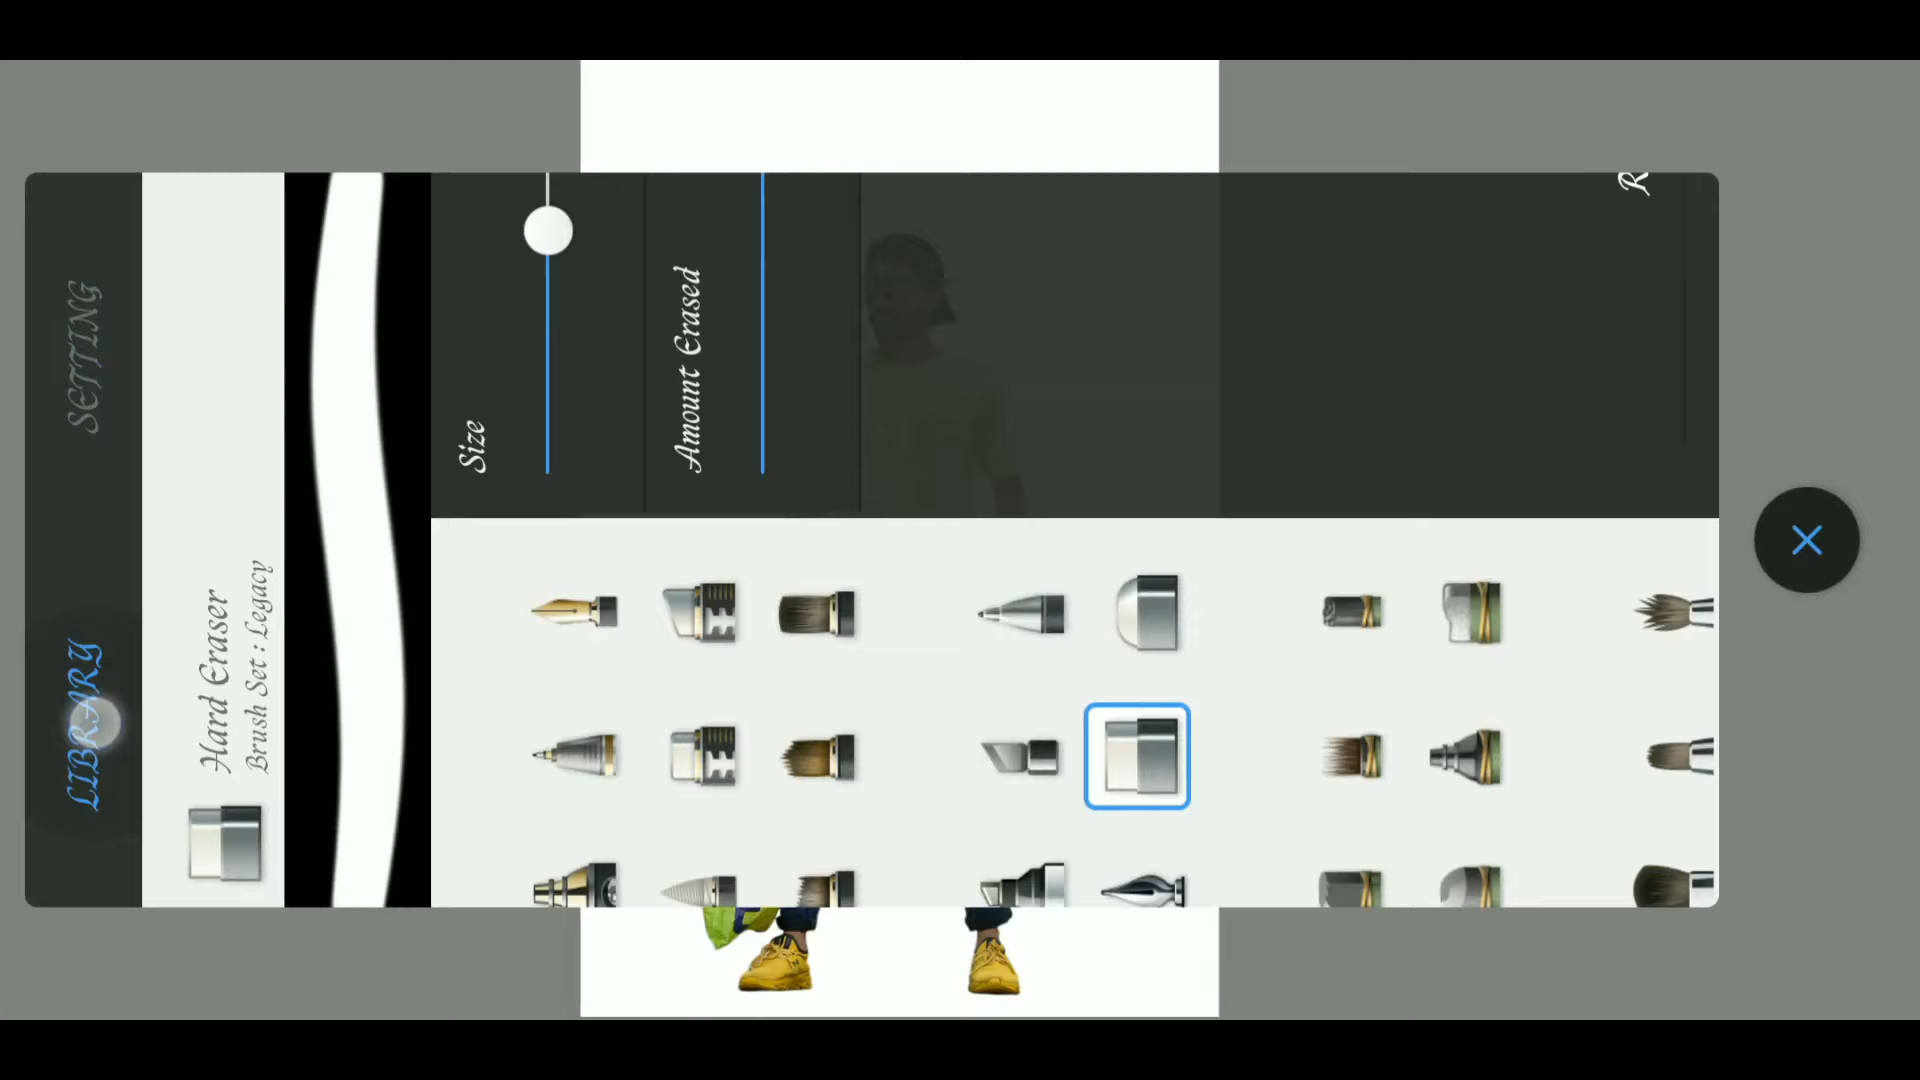 LIBRARY
SETTING
Hard Eraser
Brush Set : Legacy
Size
Amount Erased
R